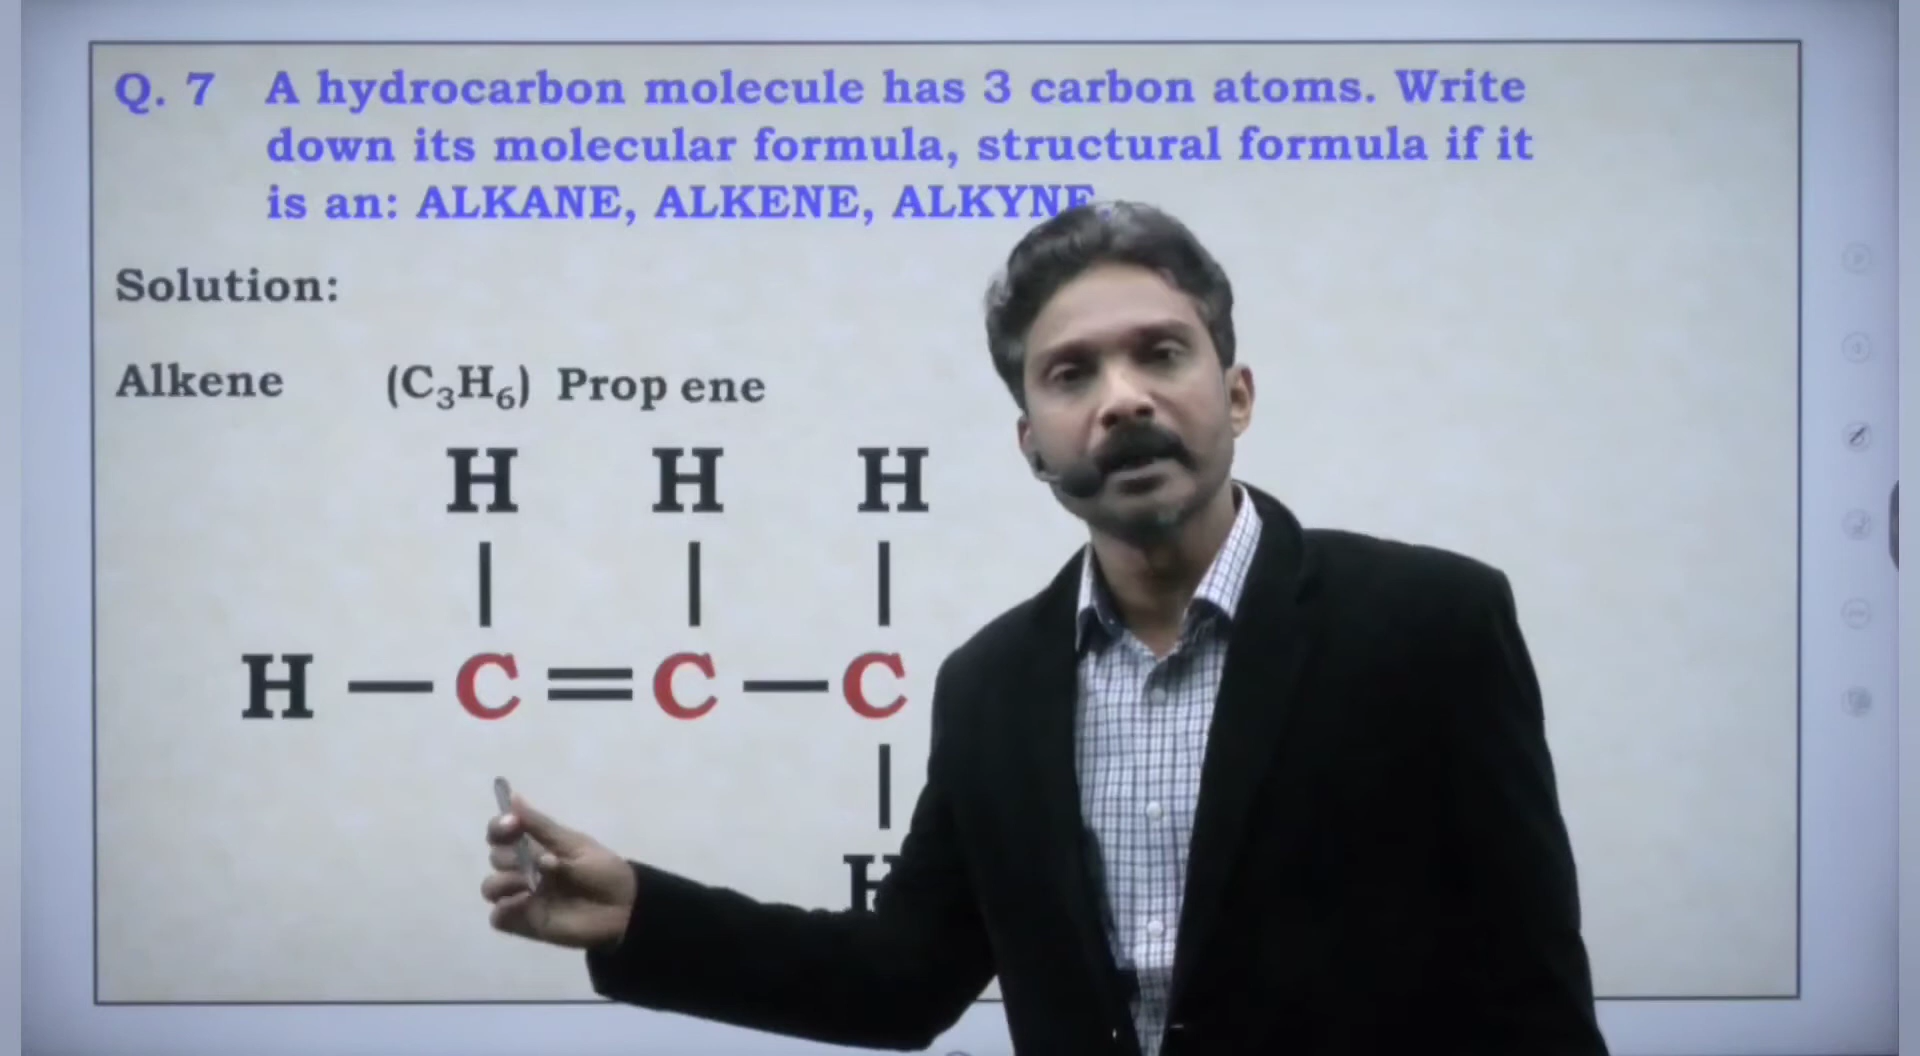 Q. 7 A hydrocarbon molecule has 3 carbon atoms. Write
down its molecular formula, structural formula if it
is an: ALKANE, ALKENE, ALKYNE.
Solution:
Alkene (C₃H₆) Prop ene
H H H
H — C = C — C
H